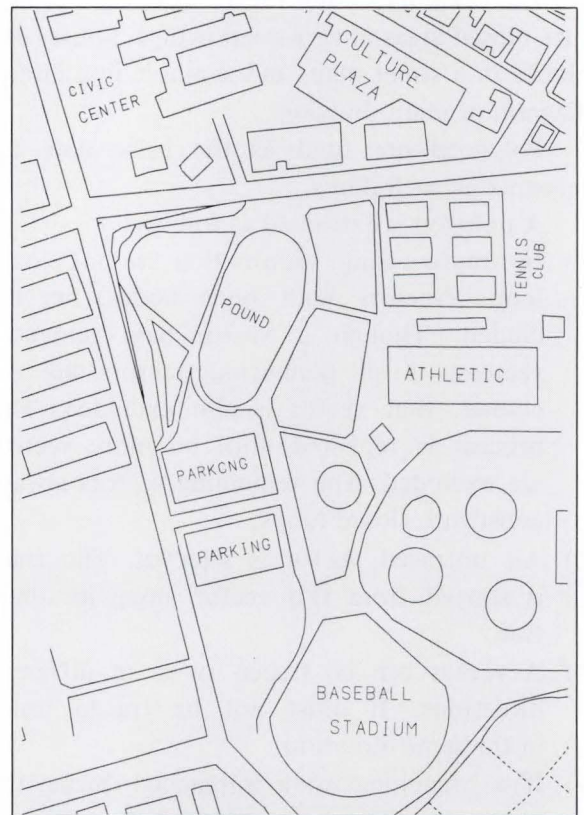 CIVIC
CENTER
CULTURE
PLAZA
TENNIS
CLUB
POUND
ATHLETIC
PARKCNG
PARKING
BASEBALL
STADIUM